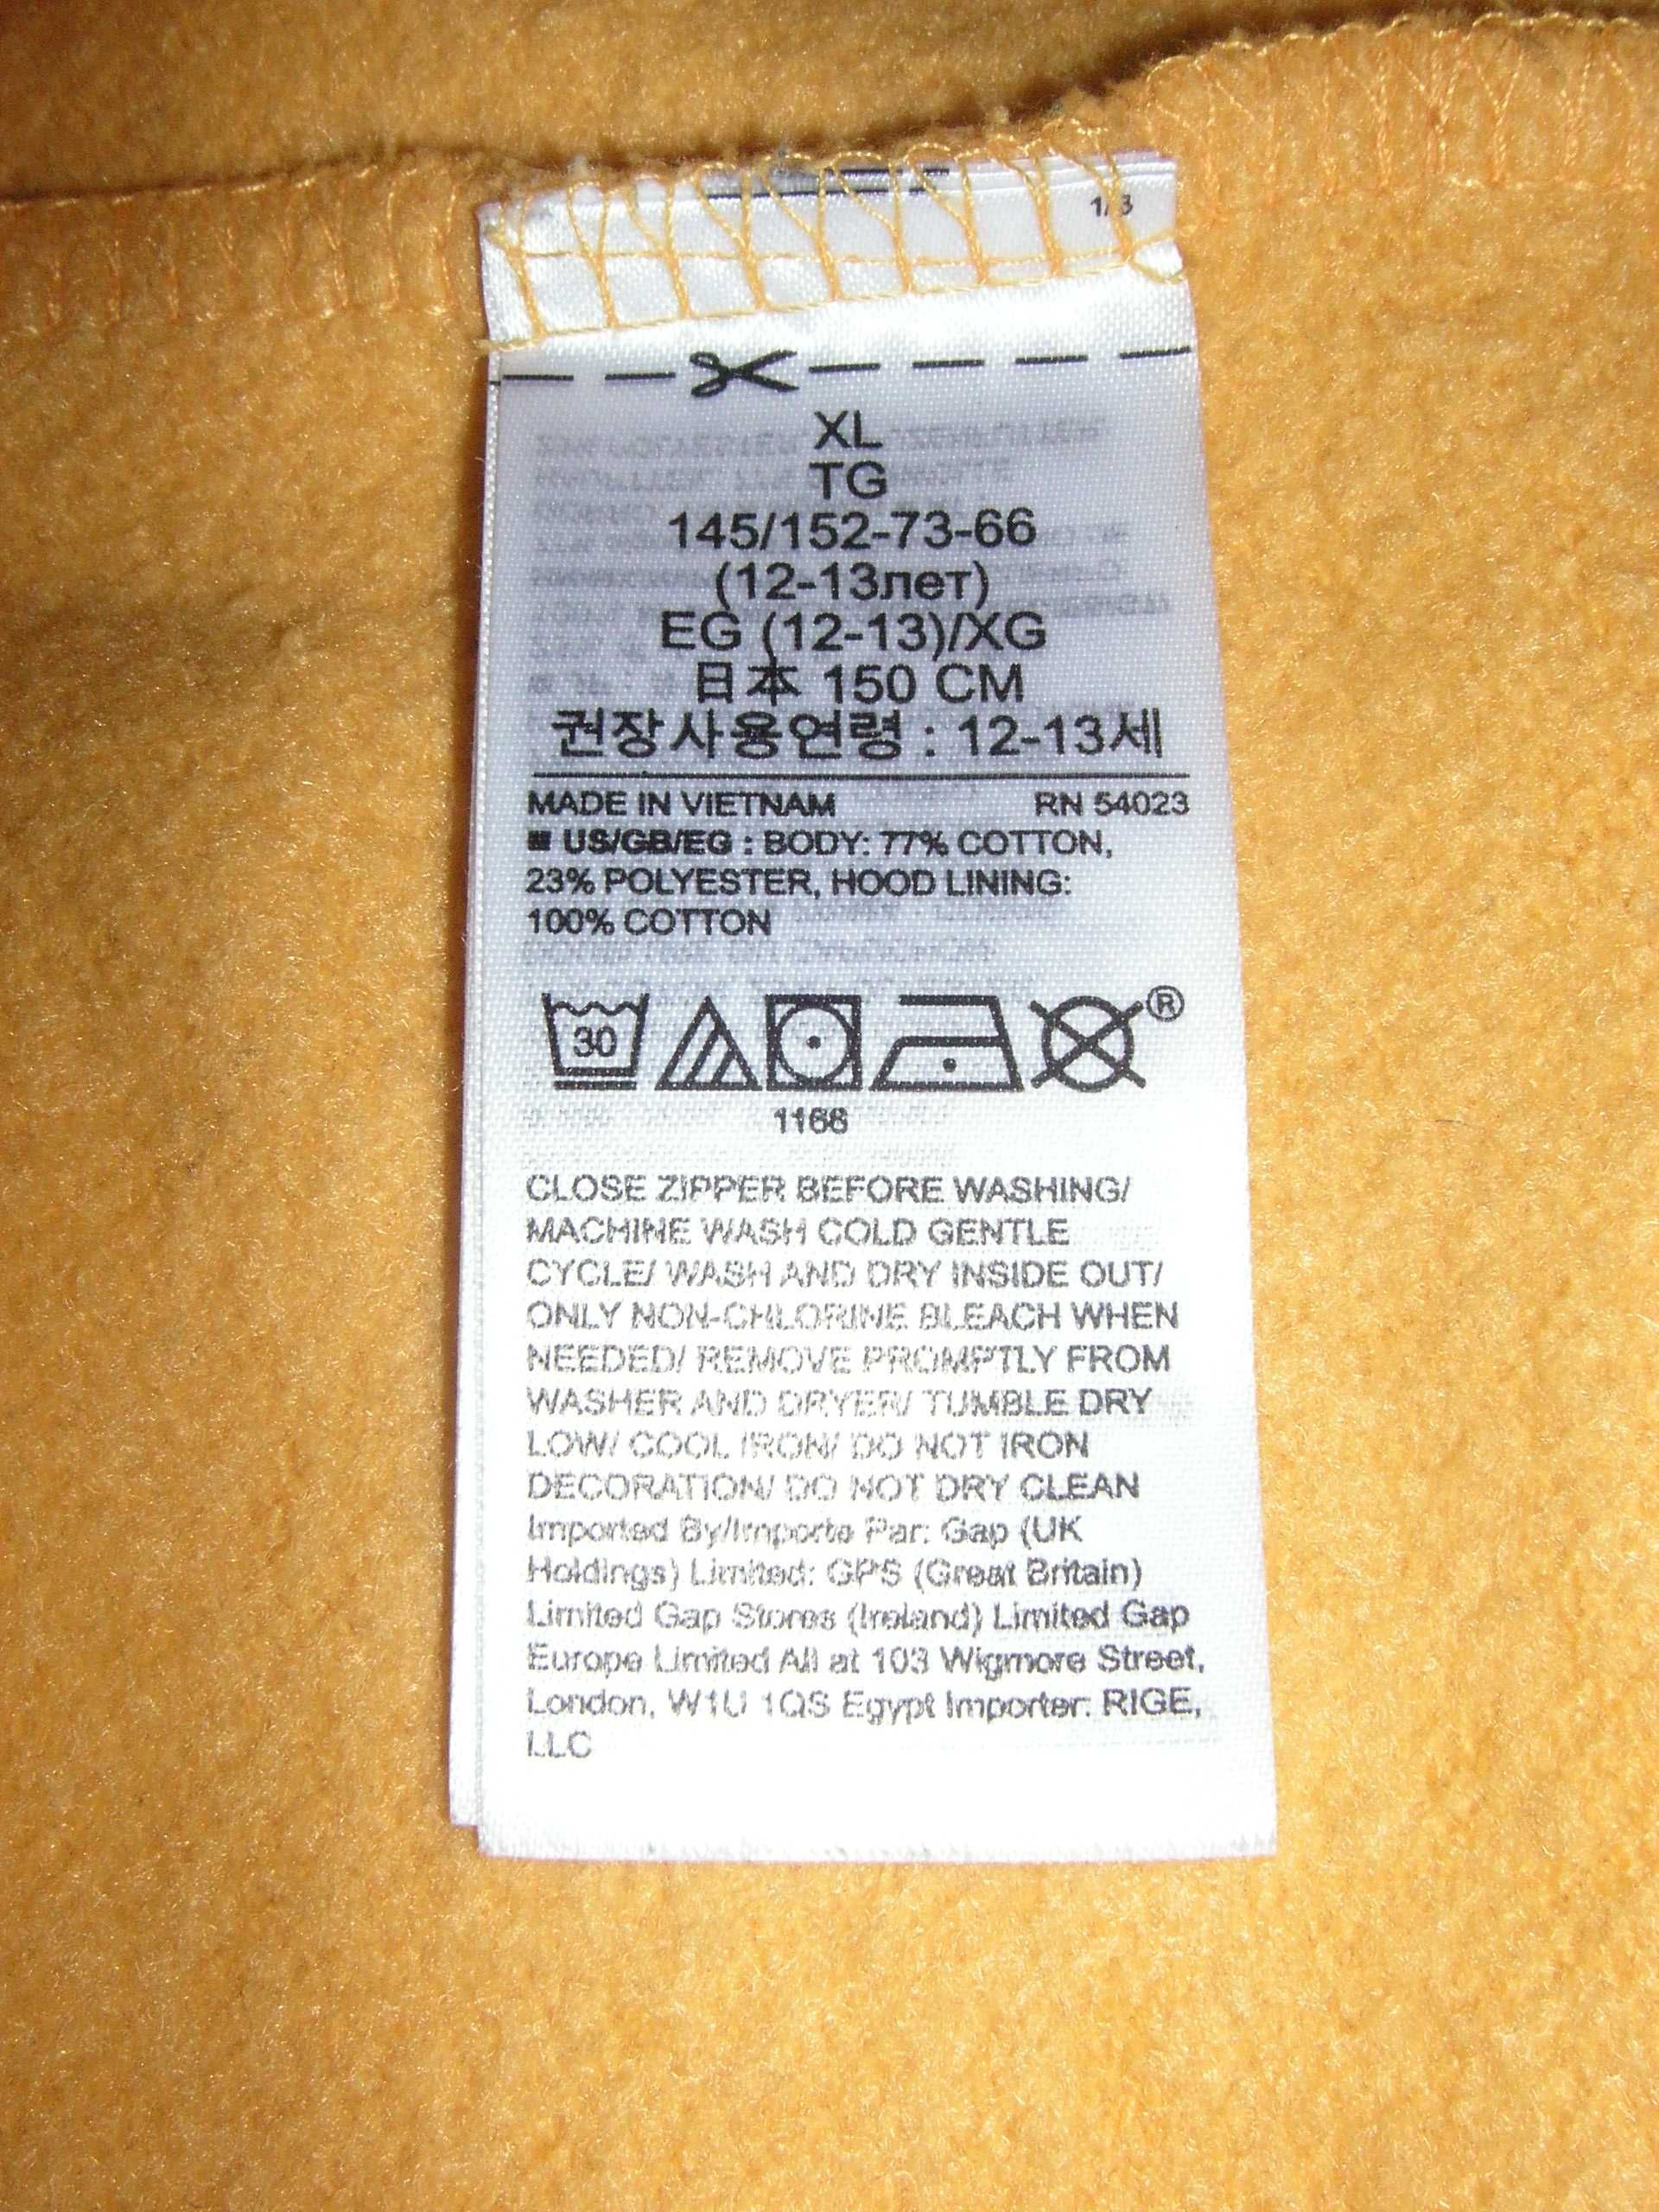 1/3
XL
TG
145/152-73-66
(12-13лет)
EG (12-13)/XG
日本 150 CM
권장사용연령 : 12-13세
MADE IN VIETNAM RN 54023
US/GB/EG : BODY: 77% COTTON,
23% POLYESTER, HOOD LINING:
100% COTTON
30
®
1166
CLOSE ZIPPER BEFORE WASHING/
MACHINE WASH COLD GENTLE
CYCLE/ WASH AND DRY INSIDE OUT/
ONLY NON-CHLORINE BLEACH WHEN
NEEDED/ REMOVE PROMPTLY FROM
WASHER AND DRYER/ TUMBLE DRY
LOW/ COOL IRON/ DO NOT IRON
DECORATION/ DO NOT DRY CLEAN
Imported By/Importe Par: Gap (UK
Holdings) Limited: GPS (Great Britain)
Limited Gap Stores (Ireland) Limited Gap
Europe Limited All at 103 Wigmore Street,
London, W1U 1QS Egypt Importer: RIGE,
LLC